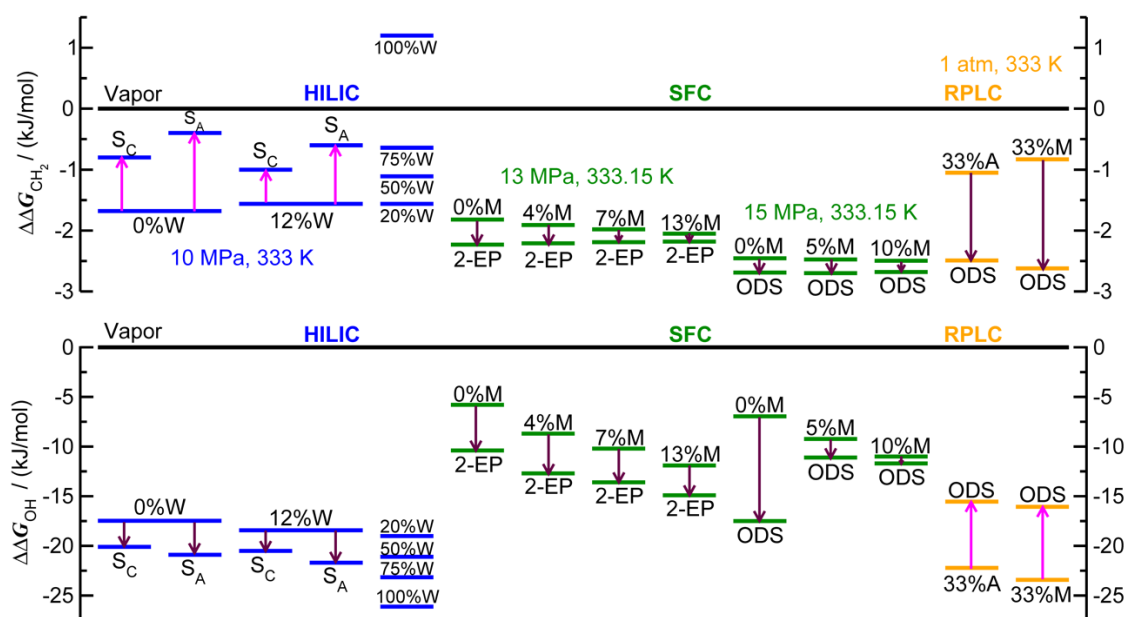 1
0
-1
-2
-3
ΔΔG_CH₂ / (kJ/mol)
Vapor HILIC SFC RPLC
1 atm, 333 K
100%W
S_C S_A S_C S_A
0%W 12%W
75%W
50%W
20%W
10 MPa, 333 K
13 MPa, 333.15 K
0%M 4%M 7%M 13%M
2-EP 2-EP 2-EP 2-EP
15 MPa, 333.15 K
0%M 5%M 10%M
ODS ODS ODS
33%A 33%M
ODS ODS
1
0
-1
-2
-3
0
-5
-10
-15
-20
-25
ΔΔG_OH / (kJ/mol)
Vapor HILIC SFC RPLC
0%W 12%W
S_C S_A S_C S_A
20%W
50%W
75%W
100%W
0%M 4%M 7%M 13%M
2-EP 2-EP 2-EP 2-EP
0%M 5%M 10%M
ODS ODS ODS
ODS ODS
33%A 33%M
0
-5
-10
-15
-20
-25